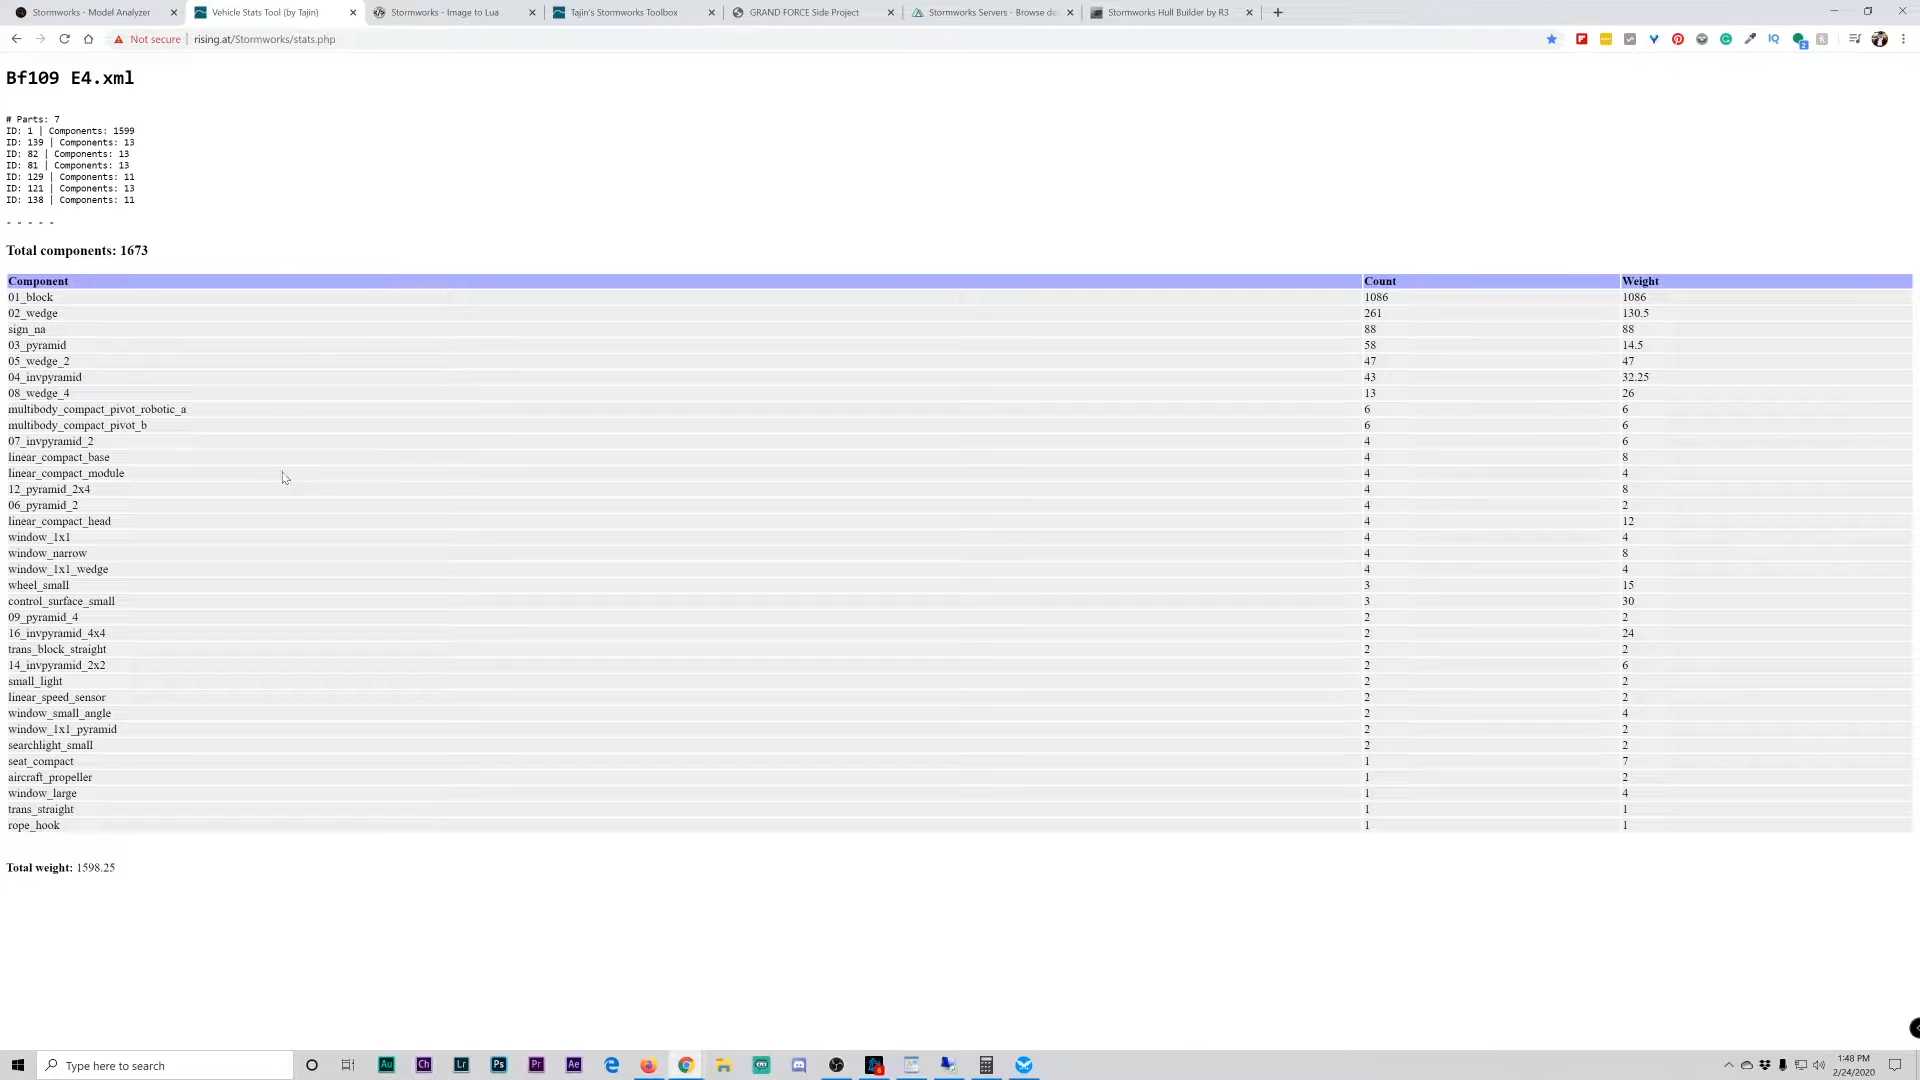 Stormworks - Model Analyzer
Vehicle Stats Tool (by Tajin)
Stormworks - Image to Lua
Tajin's Stormworks Toolbox
GRAND FORCE Side Project
Stormworks Servers - Browse de
Stormworks Hull Builder by R3
Not secure | rising.at/Stormworks/stats.php
Bf109 E4.xml
# Parts: 7
ID: 1 | Components: 1599
ID: 139 | Components: 13
ID: 82 | Components: 13
ID: 81 | Components: 13
ID: 129 | Components: 11
ID: 121 | Components: 13
ID: 138 | Components: 11
- - - - -
Total components: 1673
Component Count Weight
01_block 1086 1086
02_wedge 261 130.5
sign_na 88 88
03_pyramid 58 14.5
05_wedge_2 47 47
04_invpyramid 43 32.25
08_wedge_4 13 26
multibody_compact_pivot_robotic_a 6 6
multibody_compact_pivot_b 6 6
07_invpyramid_2 4 6
linear_compact_base 4 8
linear_compact_module 4 4
12_pyramid_2x4 4 8
06_pyramid_2 4 2
linear_compact_head 4 12
window_1x1 4 4
window_narrow 4 8
window_1x1_wedge 4 4
wheel_small 3 15
control_surface_small 3 30
09_pyramid_4 2 2
16_invpyramid_4x4 2 24
trans_block_straight 2 2
14_invpyramid_2x2 2 6
small_light 2 2
linear_speed_sensor 2 2
window_small_angle 2 4
window_1x1_pyramid 2 2
searchlight_small 2 2
seat_compact 1 7
aircraft_propeller 1 2
window_large 1 4
trans_straight 1 1
rope_hook 1 1
Total weight: 1598.25
Type here to search
Au Ch Lr Ps Pr Ae
1:48 PM
2/24/2020